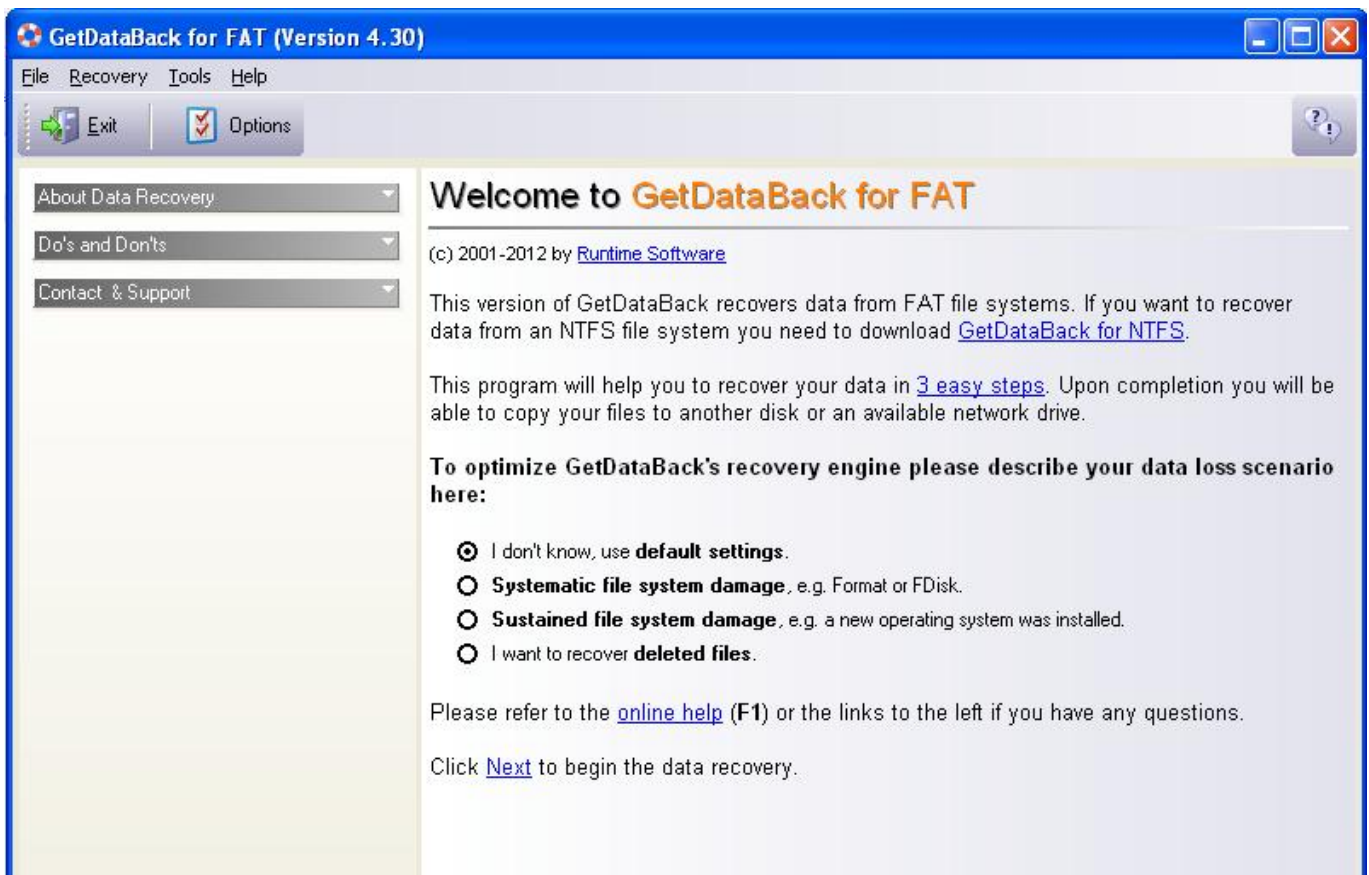 GetDataBack for FAT (Version 4.30)
File Recovery Tools Help
Exit Options
About Data Recovery
Do's and Don'ts
Contact & Support
Welcome to GetDataBack for FAT
(c) 2001-2012 by Runtime Software
This version of GetDataBack recovers data from FAT file systems. If you want to recover
data from an NTFS file system you need to download GetDataBack for NTFS.
This program will help you to recover your data in 3 easy steps. Upon completion you will be
able to copy your files to another disk or an available network drive.
To optimize GetDataBack's recovery engine please describe your data loss scenario
here:
I don't know, use default settings.
Systematic file system damage, e.g. Format or FDisk.
Sustained file system damage, e.g. a new operating system was installed.
I want to recover deleted files.
Please refer to the online help (F1) or the links to the left if you have any questions.
Click Next to begin the data recovery.